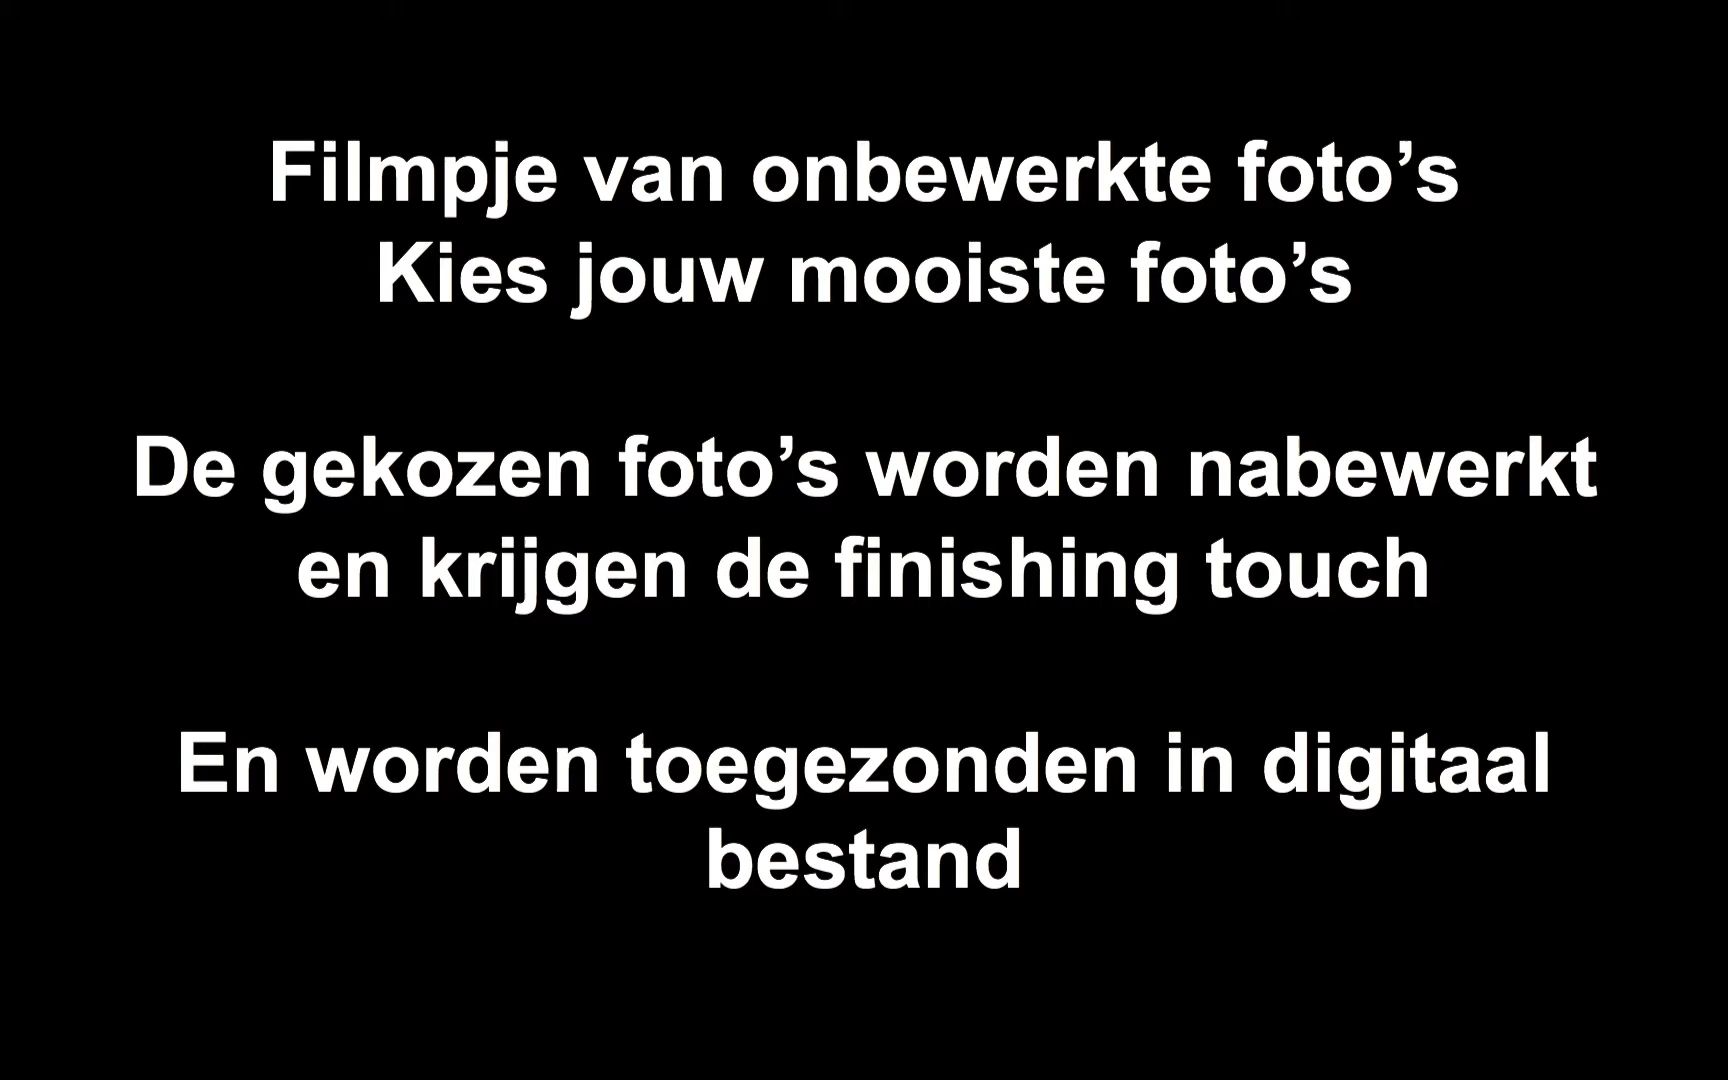 Filmpje van onbewerkte foto’s
Kies jouw mooiste foto’s
De gekozen foto’s worden nabewerkt
en krijgen de finishing touch
En worden toegezonden in digitaal
bestand